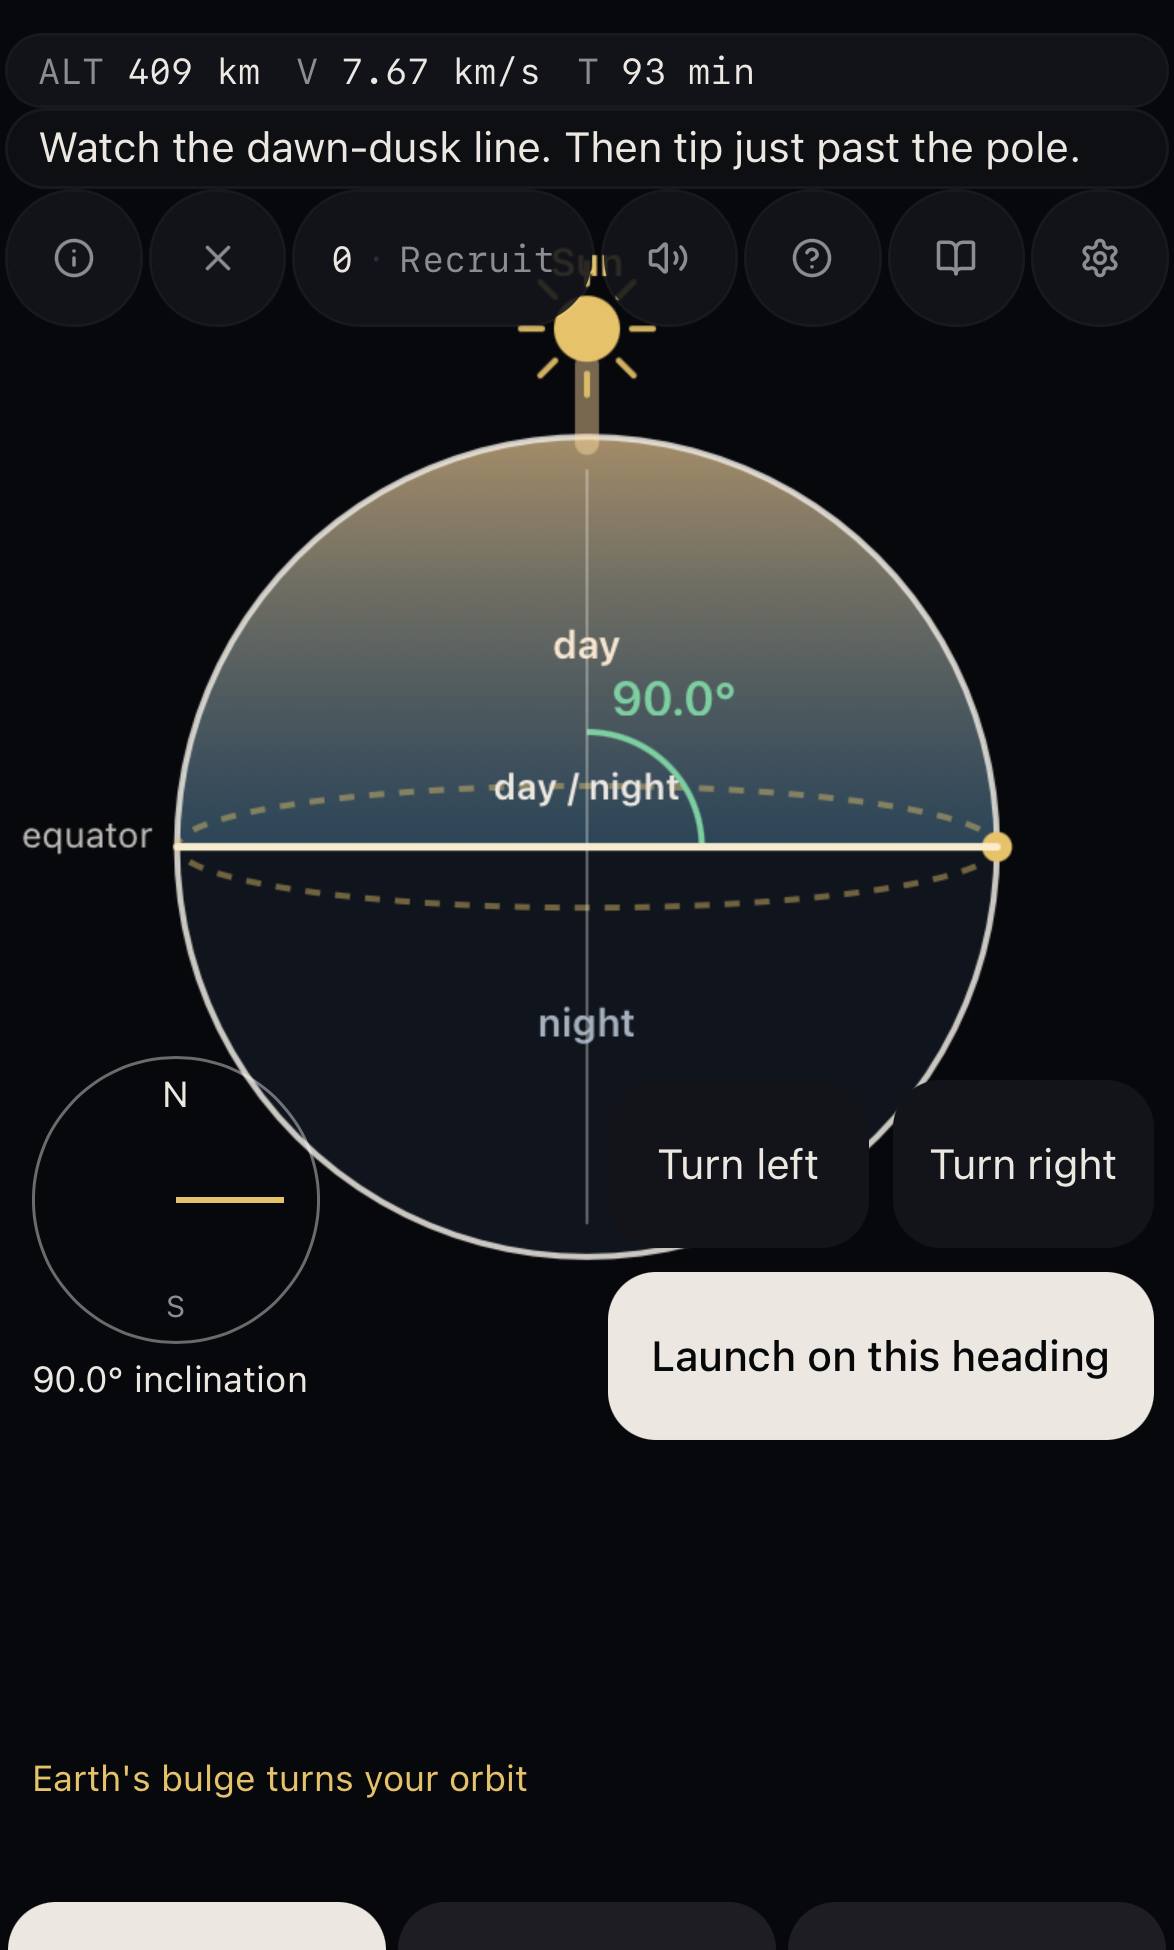 ALT 409 km V 7.67 km/s T 93 min
Watch the dawn-dusk line. Then tip just past the pole.
0 · Recruit
Sun
day
90.0°
day / night
equator
night
N
S
Turn left
Turn right
Launch on this heading
90.0° inclination
Earth's bulge turns your orbit